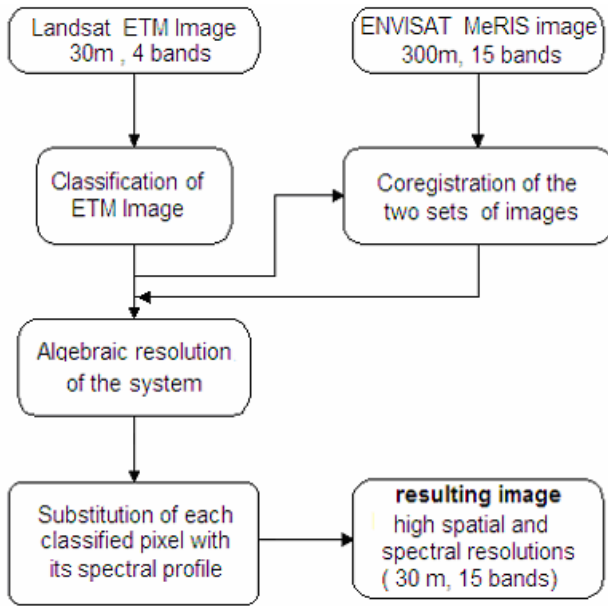 Landsat ETM Image
30m , 4 bands
ENVISAT MeRIS image
300m, 15 bands
Classification of
ETM Image
Coregistration of the
two sets of images
Algebraic resolution
of the system
Substitution of each
classified pixel with
its spectral profile
resulting image
high spatial and
spectral resolutions
( 30 m, 15 bands)